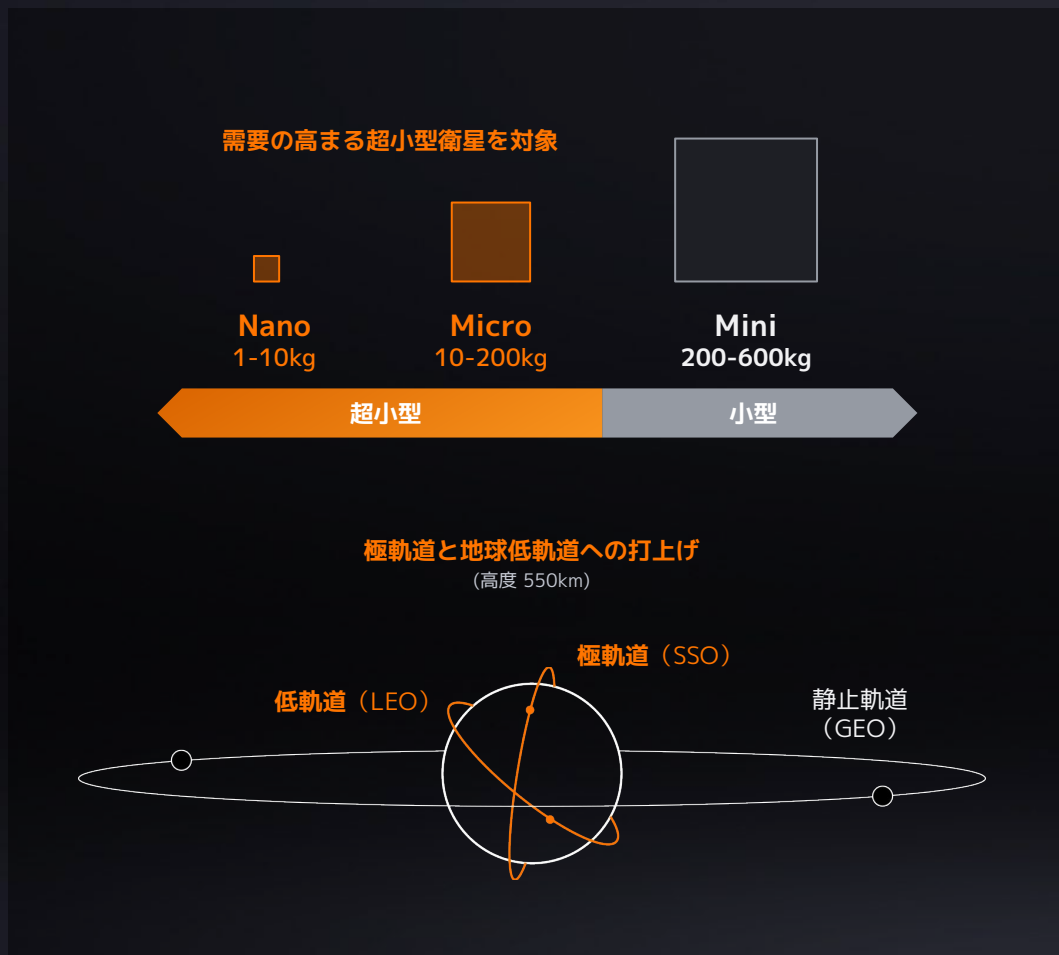 需要の高まる超小型衛星を対象
Nano
1-10kg
Micro
10-200kg
Mini
200-600kg
超小型
小型
極軌道と地球低軌道への打上げ
(高度 550km)
極軌道（SSO）
低軌道（LEO）
静止軌道
（GEO）